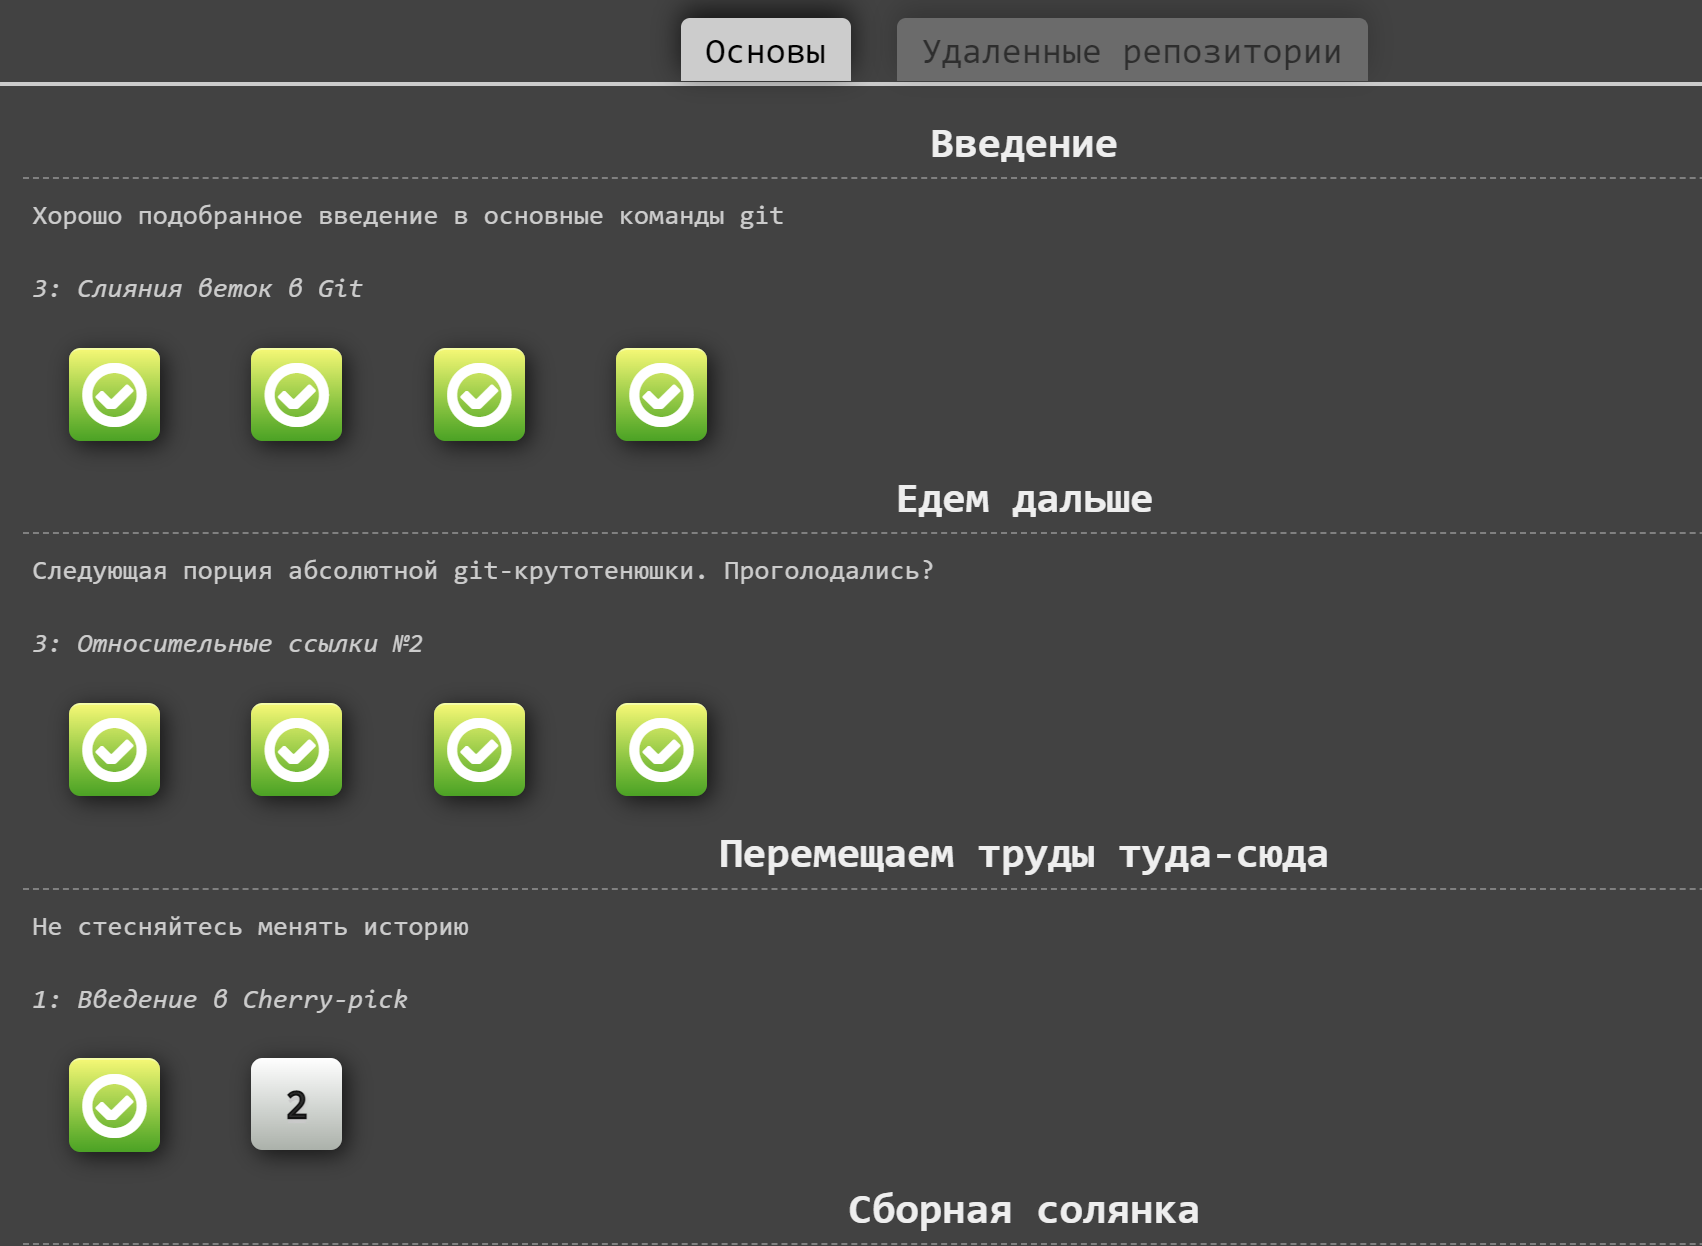 Основы
Удаленные репозитории
Введение
Хорошо подобранное введение в основные команды git
3: Слияния веток в Git
Едем дальше
Следующая порция абсолютной git-крутотенюшки. Проголодались?
3: Относительные ссылки №2
Перемещаем труды туда-сюда
Не стесняйтесь менять историю
1: Введение в Cherry-pick
2
Сборная солянка